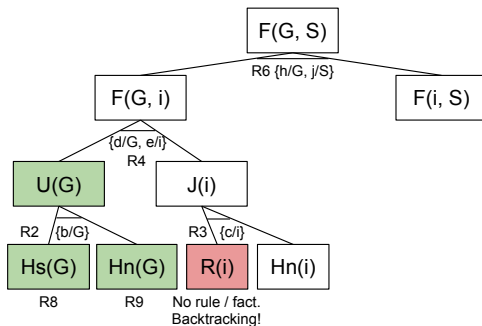 F(G, S)
R6 {h/G, j/S}
F(G, i)
F(i, S)
{d/G, e/i}
R4
U(G)
J(i)
R2
{b/G}
R3
{c/i}
Hs(G)
Hn(G)
R(i)
Hn(i)
R8
R9
No rule / fact.
Backtracking!